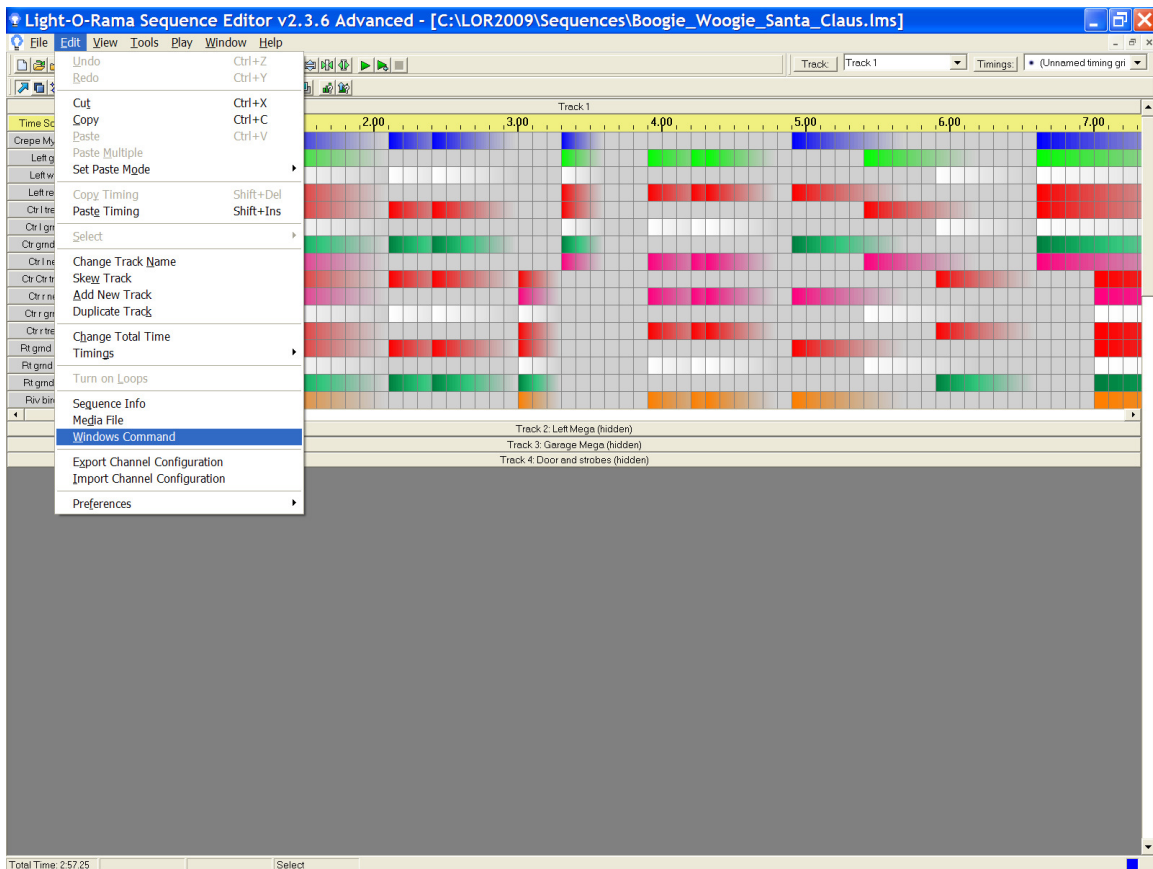 Light-O-Rama Sequence Editor v2.3.6 Advanced - [C:\LOR2009\Sequences\Boogie_Woogie_Santa_Claus.lms]
File Edit View Tools Play Window Help
Track: Track 1 Timings: * (Unnamed timing gri
Undo Ctrl+Z
Redo Ctrl+Y
Cut Ctrl+X
Copy Ctrl+C
Paste Ctrl+V
Paste Multiple
Set Paste Mode
Copy Timing Shift+Del
Paste Timing Shift+Ins
Select
Change Track Name
Skew Track
Add New Track
Duplicate Track
Change Total Time
Timings
Turn on Loops
Sequence Info
Media File
Windows Command
Export Channel Configuration
Import Channel Configuration
Preferences
Track 1
Time Sc 2.00 3.00 4.00 5.00 6.00 7.00
Crepe My
Left g
Left w
Left re
Ctr l tre
Ctr l grn
Ctr grnd
Ctr l ne
Ctr Ctr tr
Ctr r ne
Ctr r grn
Ctr r tre
Rt grnd
Rt grnd
Rt grnd
Riv bir
Track 2: Left Mega (hidden)
Track 3: Garage Mega (hidden)
Track 4: Door and strobes (hidden)
Total Time: 2:57.25 Select